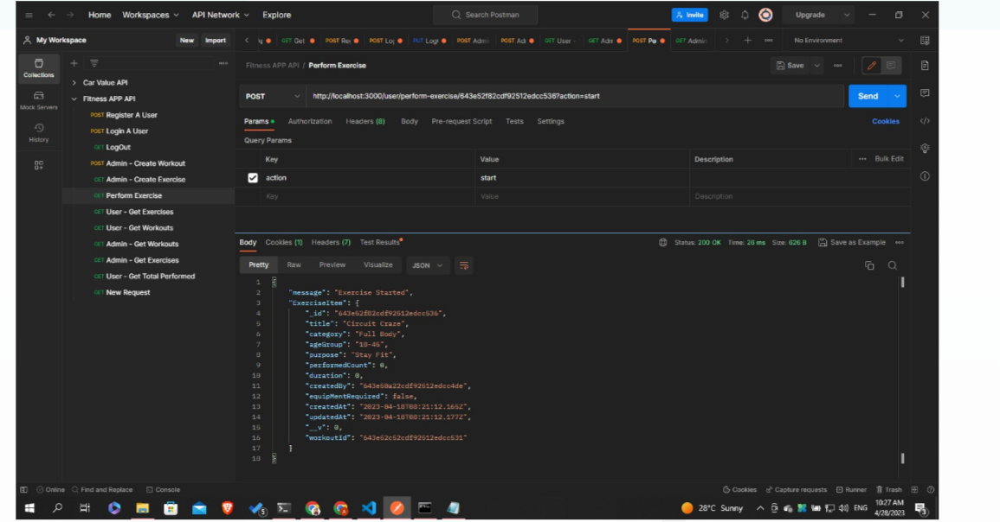 Home Workspaces API Network Explore Search Postman Invite Upgrade
My Workspace New Import GET Get POST Reg POST Log PUT Logi POST Admi POST Adi GET User - GET Adm POST Pe GET Admin No Environment
Collections
Mock Servers
History
Car Value API
Fitness APP API
POST Register A User
POST Login A User
GET LogOut
POST Admin - Create Workout
GET Admin - Create Exercise
GET Perform Exercise
GET User - Get Exercises
GET User - Get Workouts
GET Admin - Get Workouts
GET Admin - Get Exercises
GET User - Get Total Performed
GET New Request
Fitness APP API / Perform Exercise Save
POST http://localhost:3000/user/perform-exercise/643e52f82cdf92512edcc536?action=start Send
Params Authorization Headers (8) Body Pre-request Script Tests Settings Cookies
Query Params
Key Value Description Bulk Edit
action start
Key Value Description
Body Cookies (1) Headers (7) Test Results Status: 200 OK Time: 26 ms Size: 626 B Save as Example
Pretty Raw Preview Visualize JSON
1 {
2 "message": "Exercise Started",
3 "ExerciseItem": {
4 "_id": "643e52f82cdf92512edcc536",
5 "title": "Circuit Craze",
6 "category": "Full Body",
7 "ageGroup": "18-45",
8 "purpose": "Stay Fit",
9 "performedCount": 0,
10 "duration": 0,
11 "createdBy": "643e50a22cdf92512edcc4de",
12 "equipMentRequired": false,
13 "createdAt": "2023-04-18T08:21:12.165Z",
14 "updatedAt": "2023-04-18T08:21:12.177Z",
15 "__v": 0,
16 "workoutId": "643e52c52cdf92512edcc531"
17 }
18 }
Online Find and Replace Console Cookies Capture requests Runner Trash
28°C Sunny ENG 10:27 AM
4/28/2023